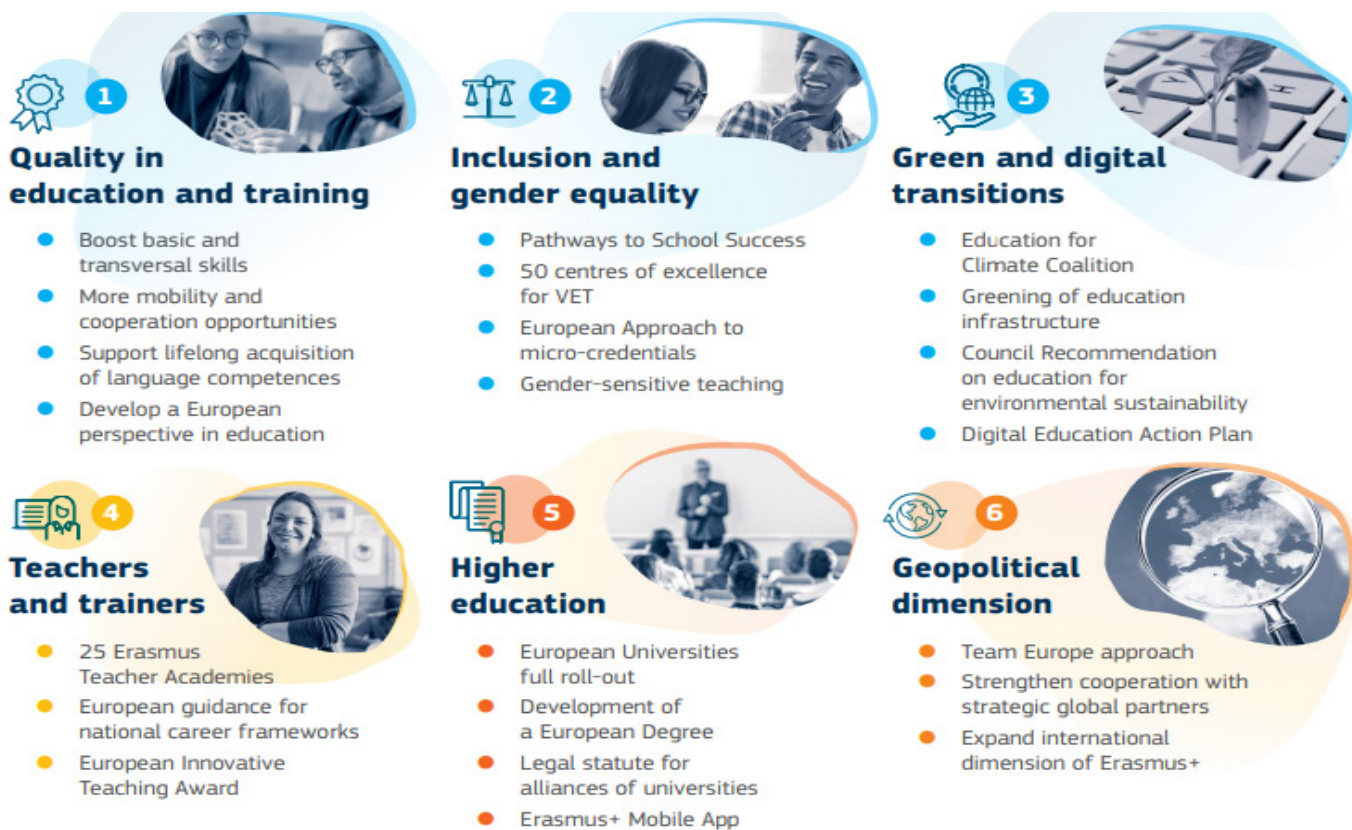 1
Quality in
education and training
Boost basic and
transversal skills
More mobility and
cooperation opportunities
Support lifelong acquisition
of language competences
Develop a European
perspective in education
2
Inclusion and
gender equality
Pathways to School Success
50 centres of excellence
for VET
European Approach to
micro-credentials
Gender-sensitive teaching
3
Green and digital
transitions
Education for
Climate Coalition
Greening of education
infrastructure
Council Recommendation
on education for
environmental sustainability
Digital Education Action Plan
4
Teachers
and trainers
25 Erasmus
Teacher Academies
European guidance for
national career frameworks
European Innovative
Teaching Award
5
Higher
education
European Universities
full roll-out
Development of
a European Degree
Legal statute for
alliances of universities
Erasmus+ Mobile App
6
Geopolitical
dimension
Team Europe approach
Strengthen cooperation with
strategic global partners
Expand international
dimension of Erasmus+